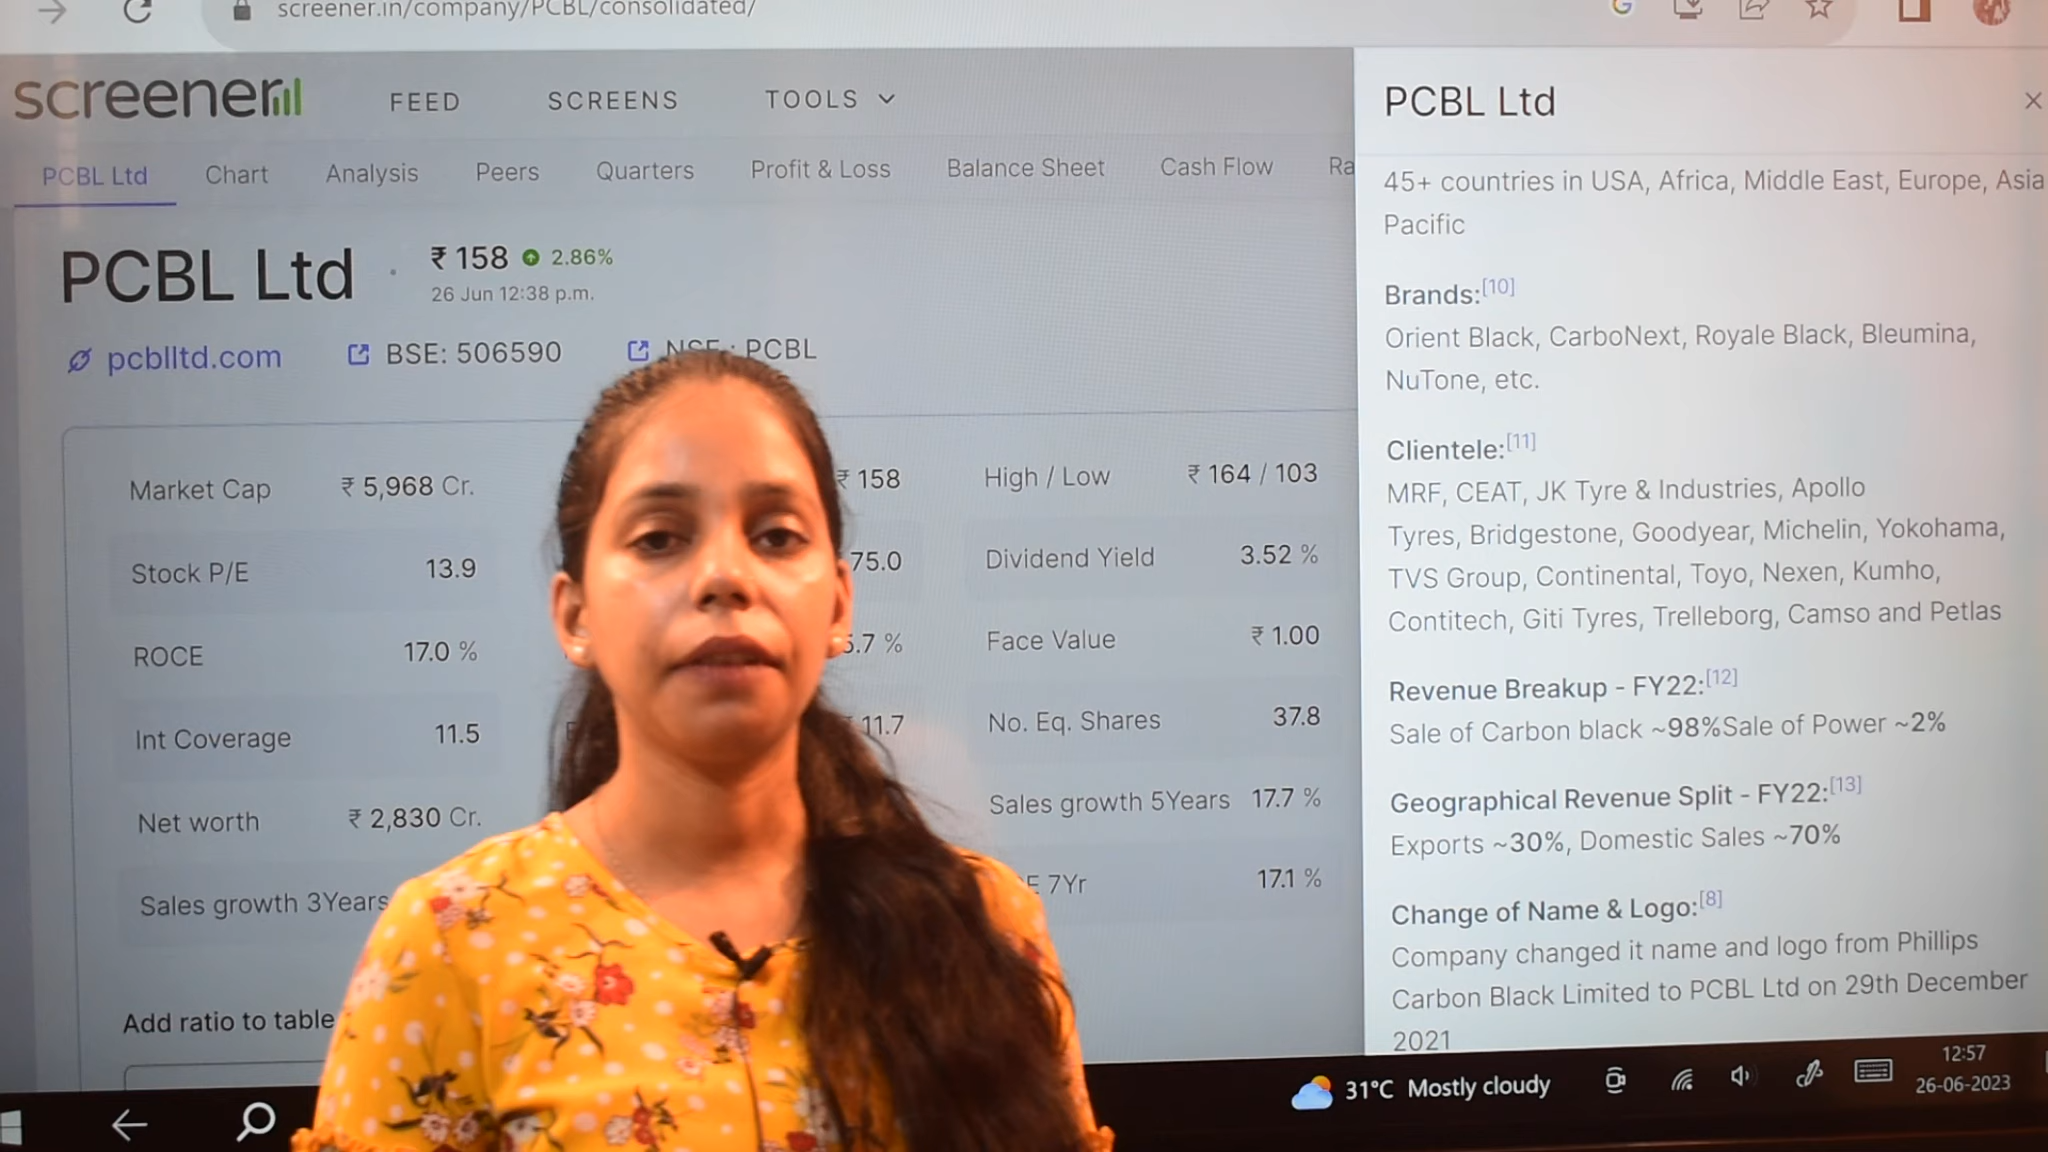 screener.in/company/PCBL/consolidated/
screener
FEED
SCREENS
TOOLS
PCBL Ltd
Chart
Analysis
Peers
Quarters
Profit & Loss
Balance Sheet
Cash Flow
Ra
PCBL Ltd
₹ 158
2.86%
26 Jun 12:38 p.m.
pcblltd.com
BSE: 506590
NSE : PCBL
Market Cap ₹ 5,968 Cr.
₹ 158
High / Low ₹ 164 / 103
Stock P/E 13.9
75.0
Dividend Yield 3.52 %
ROCE 17.0 %
5.7 %
Face Value ₹ 1.00
Int Coverage 11.5
11.7
No. Eq. Shares 37.8
Net worth ₹ 2,830 Cr.
Sales growth 5Years 17.7 %
Sales growth 3Years
E 7Yr 17.1 %
Add ratio to table
PCBL Ltd
45+ countries in USA, Africa, Middle East, Europe, Asia
Pacific
Brands:[10]
Orient Black, CarboNext, Royale Black, Bleumina,
NuTone, etc.
Clientele:[11]
MRF, CEAT, JK Tyre & Industries, Apollo
Tyres, Bridgestone, Goodyear, Michelin, Yokohama,
TVS Group, Continental, Toyo, Nexen, Kumho,
Contitech, Giti Tyres, Trelleborg, Camso and Petlas
Revenue Breakup - FY22:[12]
Sale of Carbon black ~98%Sale of Power ~2%
Geographical Revenue Split - FY22:[13]
Exports ~30%, Domestic Sales ~70%
Change of Name & Logo:[8]
Company changed it name and logo from Phillips
Carbon Black Limited to PCBL Ltd on 29th December
2021
31°C Mostly cloudy
12:57
26-06-2023